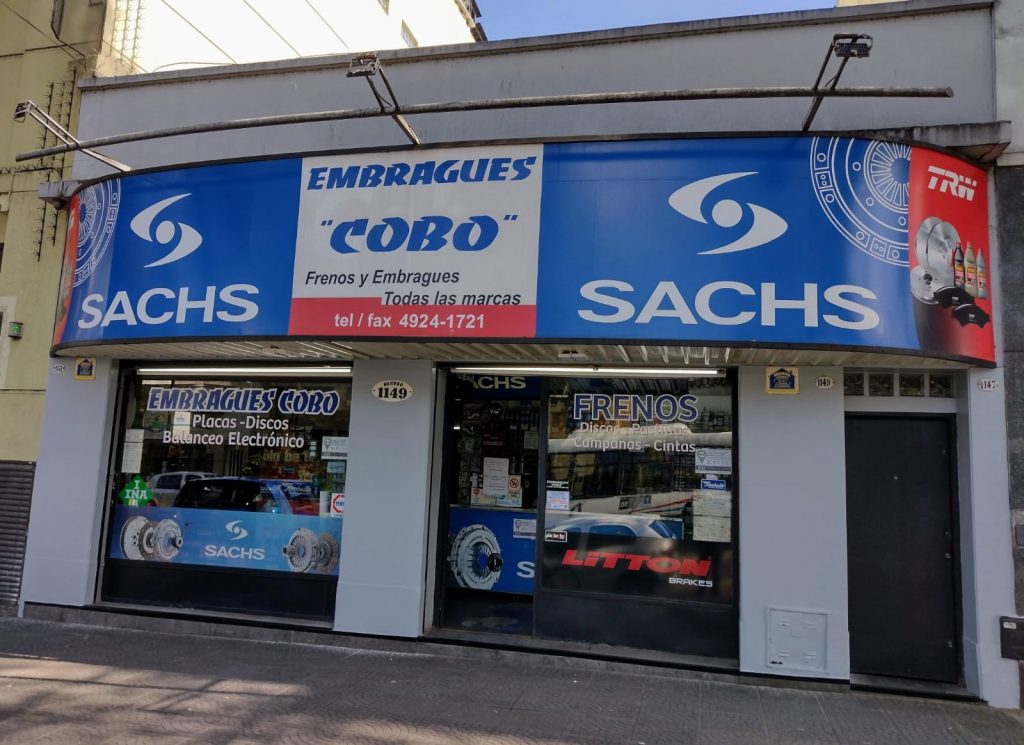 SACHS
EMBRAGUES
"COBO"
Frenos y Embragues
Todas las marcas
tel / fax 4924-1721
SACHS
TRW
EMBRAGUES COBO
Placas - Discos
Balanceo Electrónico
I
INA
SACHS
1149
SACHS
FRENOS
Discos - Pastillas
Campanas - Cintas
LITTON
BRAKES
1149
1147